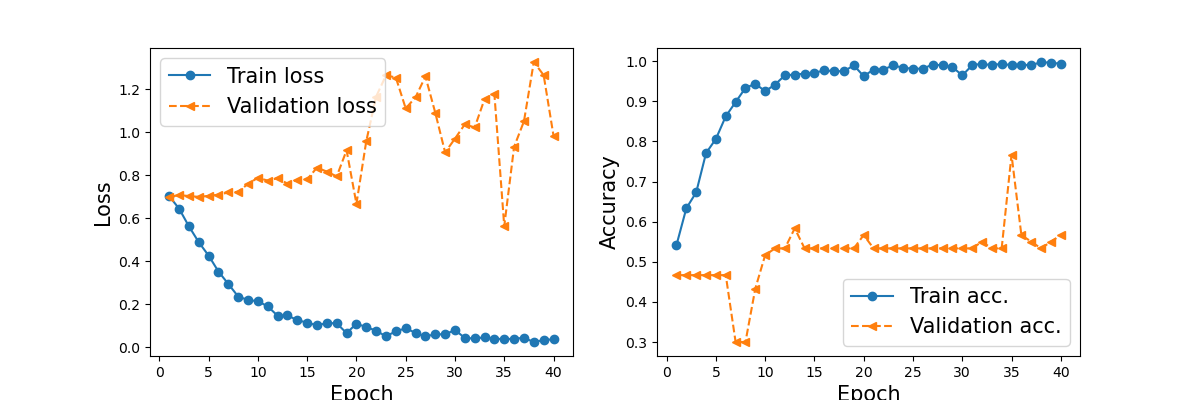 Train loss
Validation loss
Loss
1.2
1.0
0.8
0.6
0.4
0.2
0.0
0 5 10 15 20 25 30 35 40
Epoch
Accuracy
1.0
0.9
0.8
0.7
0.6
0.5
0.4
0.3
Train acc.
Validation acc.
0 5 10 15 20 25 30 35 40
Epoch